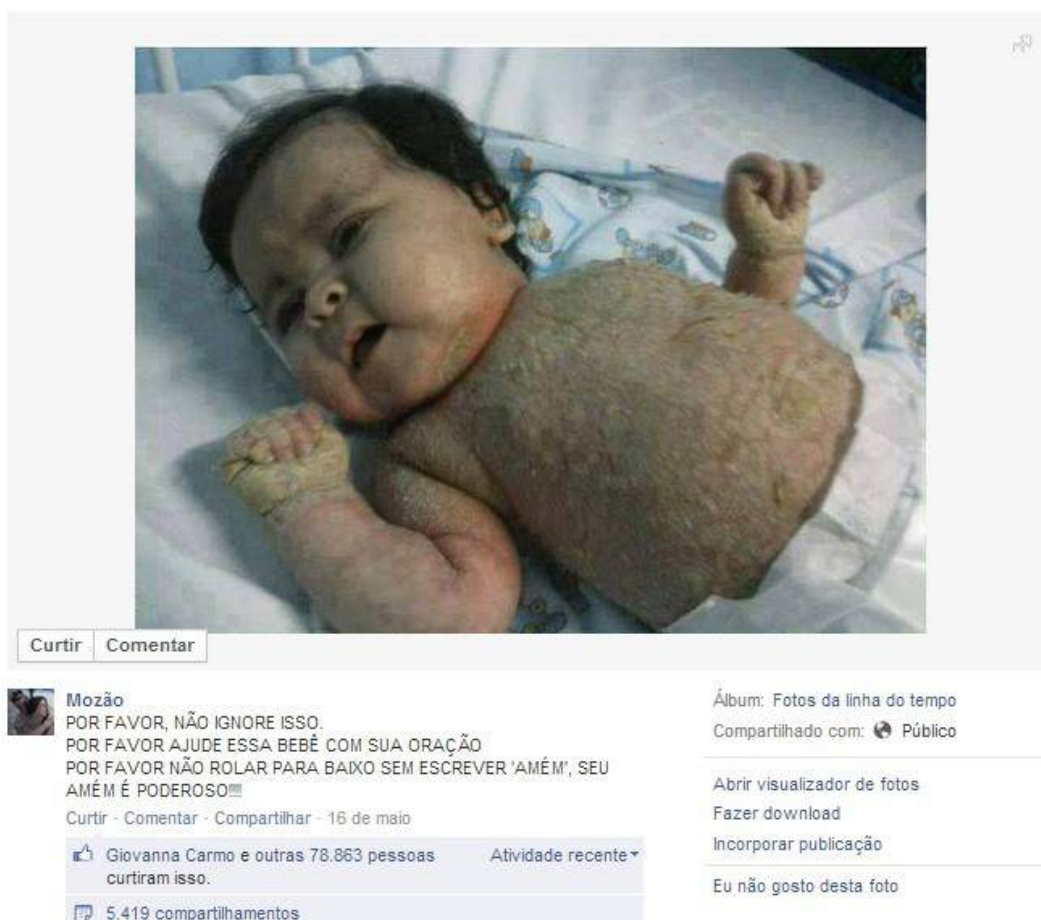 Curtir Comentar
Mozão
POR FAVOR, NÃO IGNORE ISSO.
POR FAVOR AJUDE ESSA BEBÊ COM SUA ORAÇÃO
POR FAVOR NÃO ROLAR PARA BAIXO SEM ESCREVER 'AMÉM', SEU
AMÉM É PODEROSO!!!!
Curtir · Comentar · Compartilhar · 16 de maio
Giovanna Carmo e outras 78.863 pessoas
curtiram isso.
Atividade recente
5.419 compartilhamentos
Álbum: Fotos da linha do tempo
Compartilhado com: Público
Abrir visualizador de fotos
Fazer download
Incorporar publicação
Eu não gosto desta foto